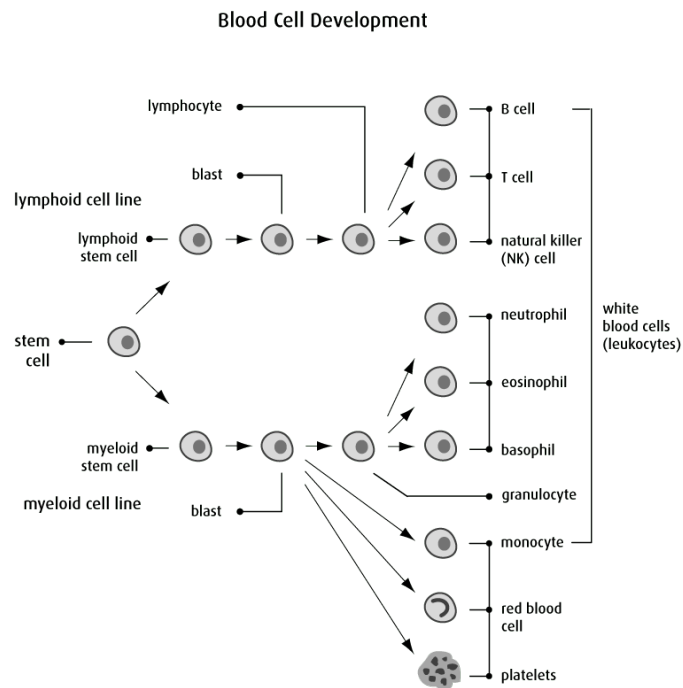 Blood Cell Development
lymphocyte
B cell
blast
T cell
lymphoid cell line
lymphoid
stem cell
natural killer
(NK) cell
neutrophil
white
blood cells
(leukocytes)
stem
cell
eosinophil
myeloid
stem cell
basophil
myeloid cell line
granulocyte
blast
monocyte
red blood
cell
platelets